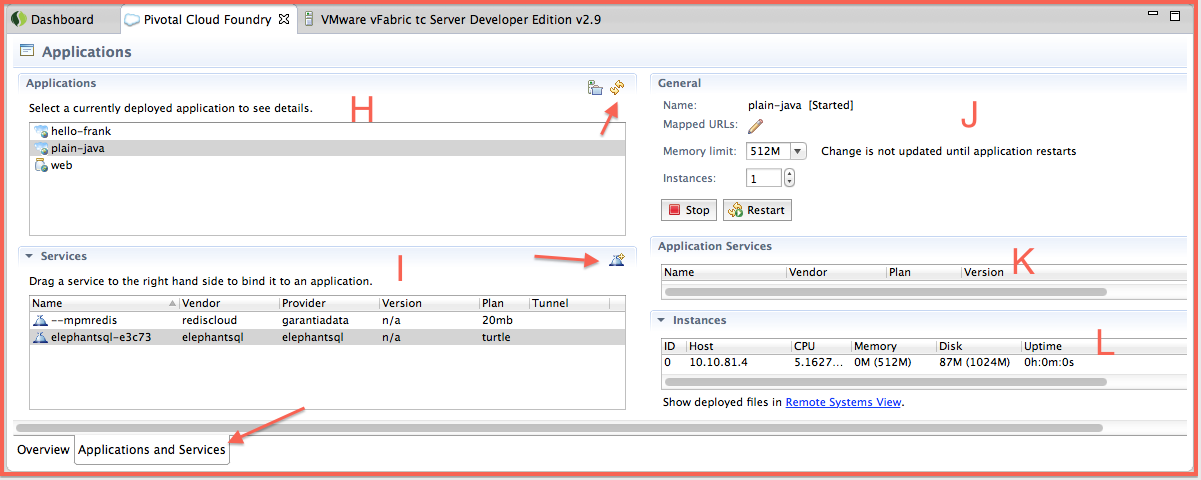 Dashboard Pivotal Cloud Foundry VMware vFabric tc Server Developer Edition v2.9
Applications
Applications
Select a currently deployed application to see details.
H
hello-frank
plain-java
web
Services
I
Drag a service to the right hand side to bind it to an application.
Name Vendor Provider Version Plan Tunnel
--mpmredis rediscloud garantiadata n/a 20mb
elephantsql-e3c73 elephantsql elephantsql n/a turtle
General
Name: plain-java [Started]
J
Mapped URLs:
Memory limit: 512M Change is not updated until application restarts
Instances: 1
Stop Restart
Application Services
K
Name Vendor Plan Version
Instances
L
ID Host CPU Memory Disk Uptime
0 10.10.81.4 5.1627... 0M (512M) 87M (1024M) 0h:0m:0s
Show deployed files in Remote Systems View.
Overview Applications and Services